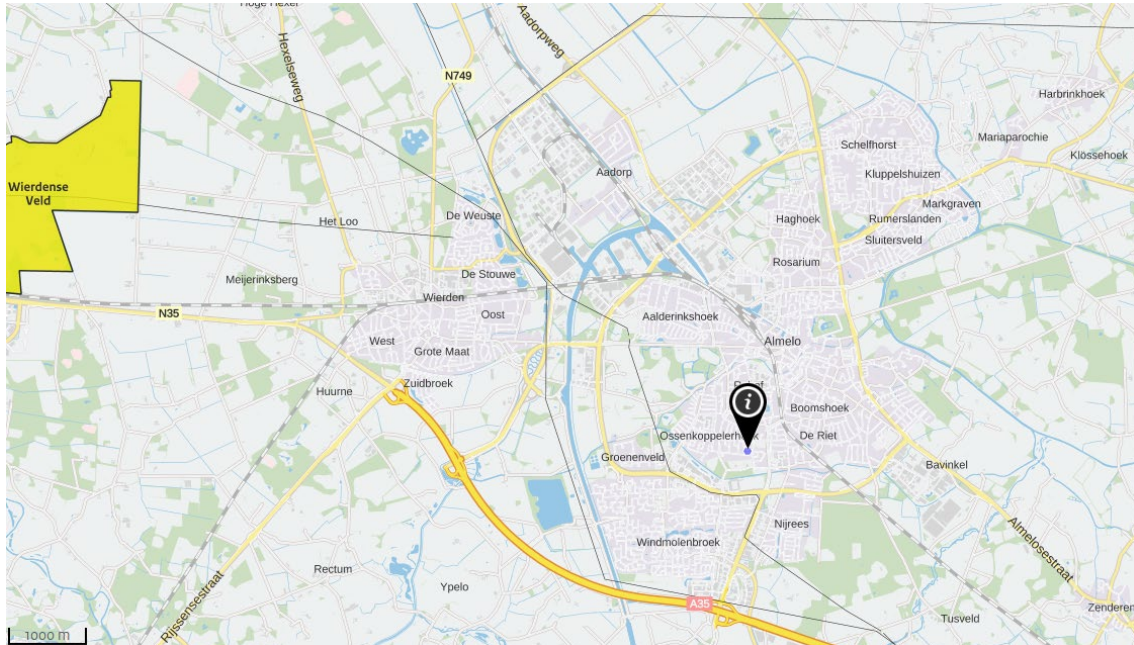 Hoge Hexel
Hexelseweg
N749
Aadorpweg
Harbrinkhoek
Mariaparochie
Klössehoek
Schelfhorst
Kluppelshuizen
Markgraven
Aadorp
Wierdense
Veld
Het Loo
De Weuste
Haghoek
Rumerslanden
Sluitersveld
Rosarium
Meijerinksberg
De Stouwe
Wierden
N35
Oost
Aalderinkshoek
Almelo
West
Grote Maat
Huurne
Zuidbroek
i
Boomshoek
De Riet
Groenenveld
Bavinkel
Windmolenbroek
Nijrees
Almelosestraat
Rectum
Ypelo
Rijssensestraat
A35
Tusveld
Zenderen
1000 m